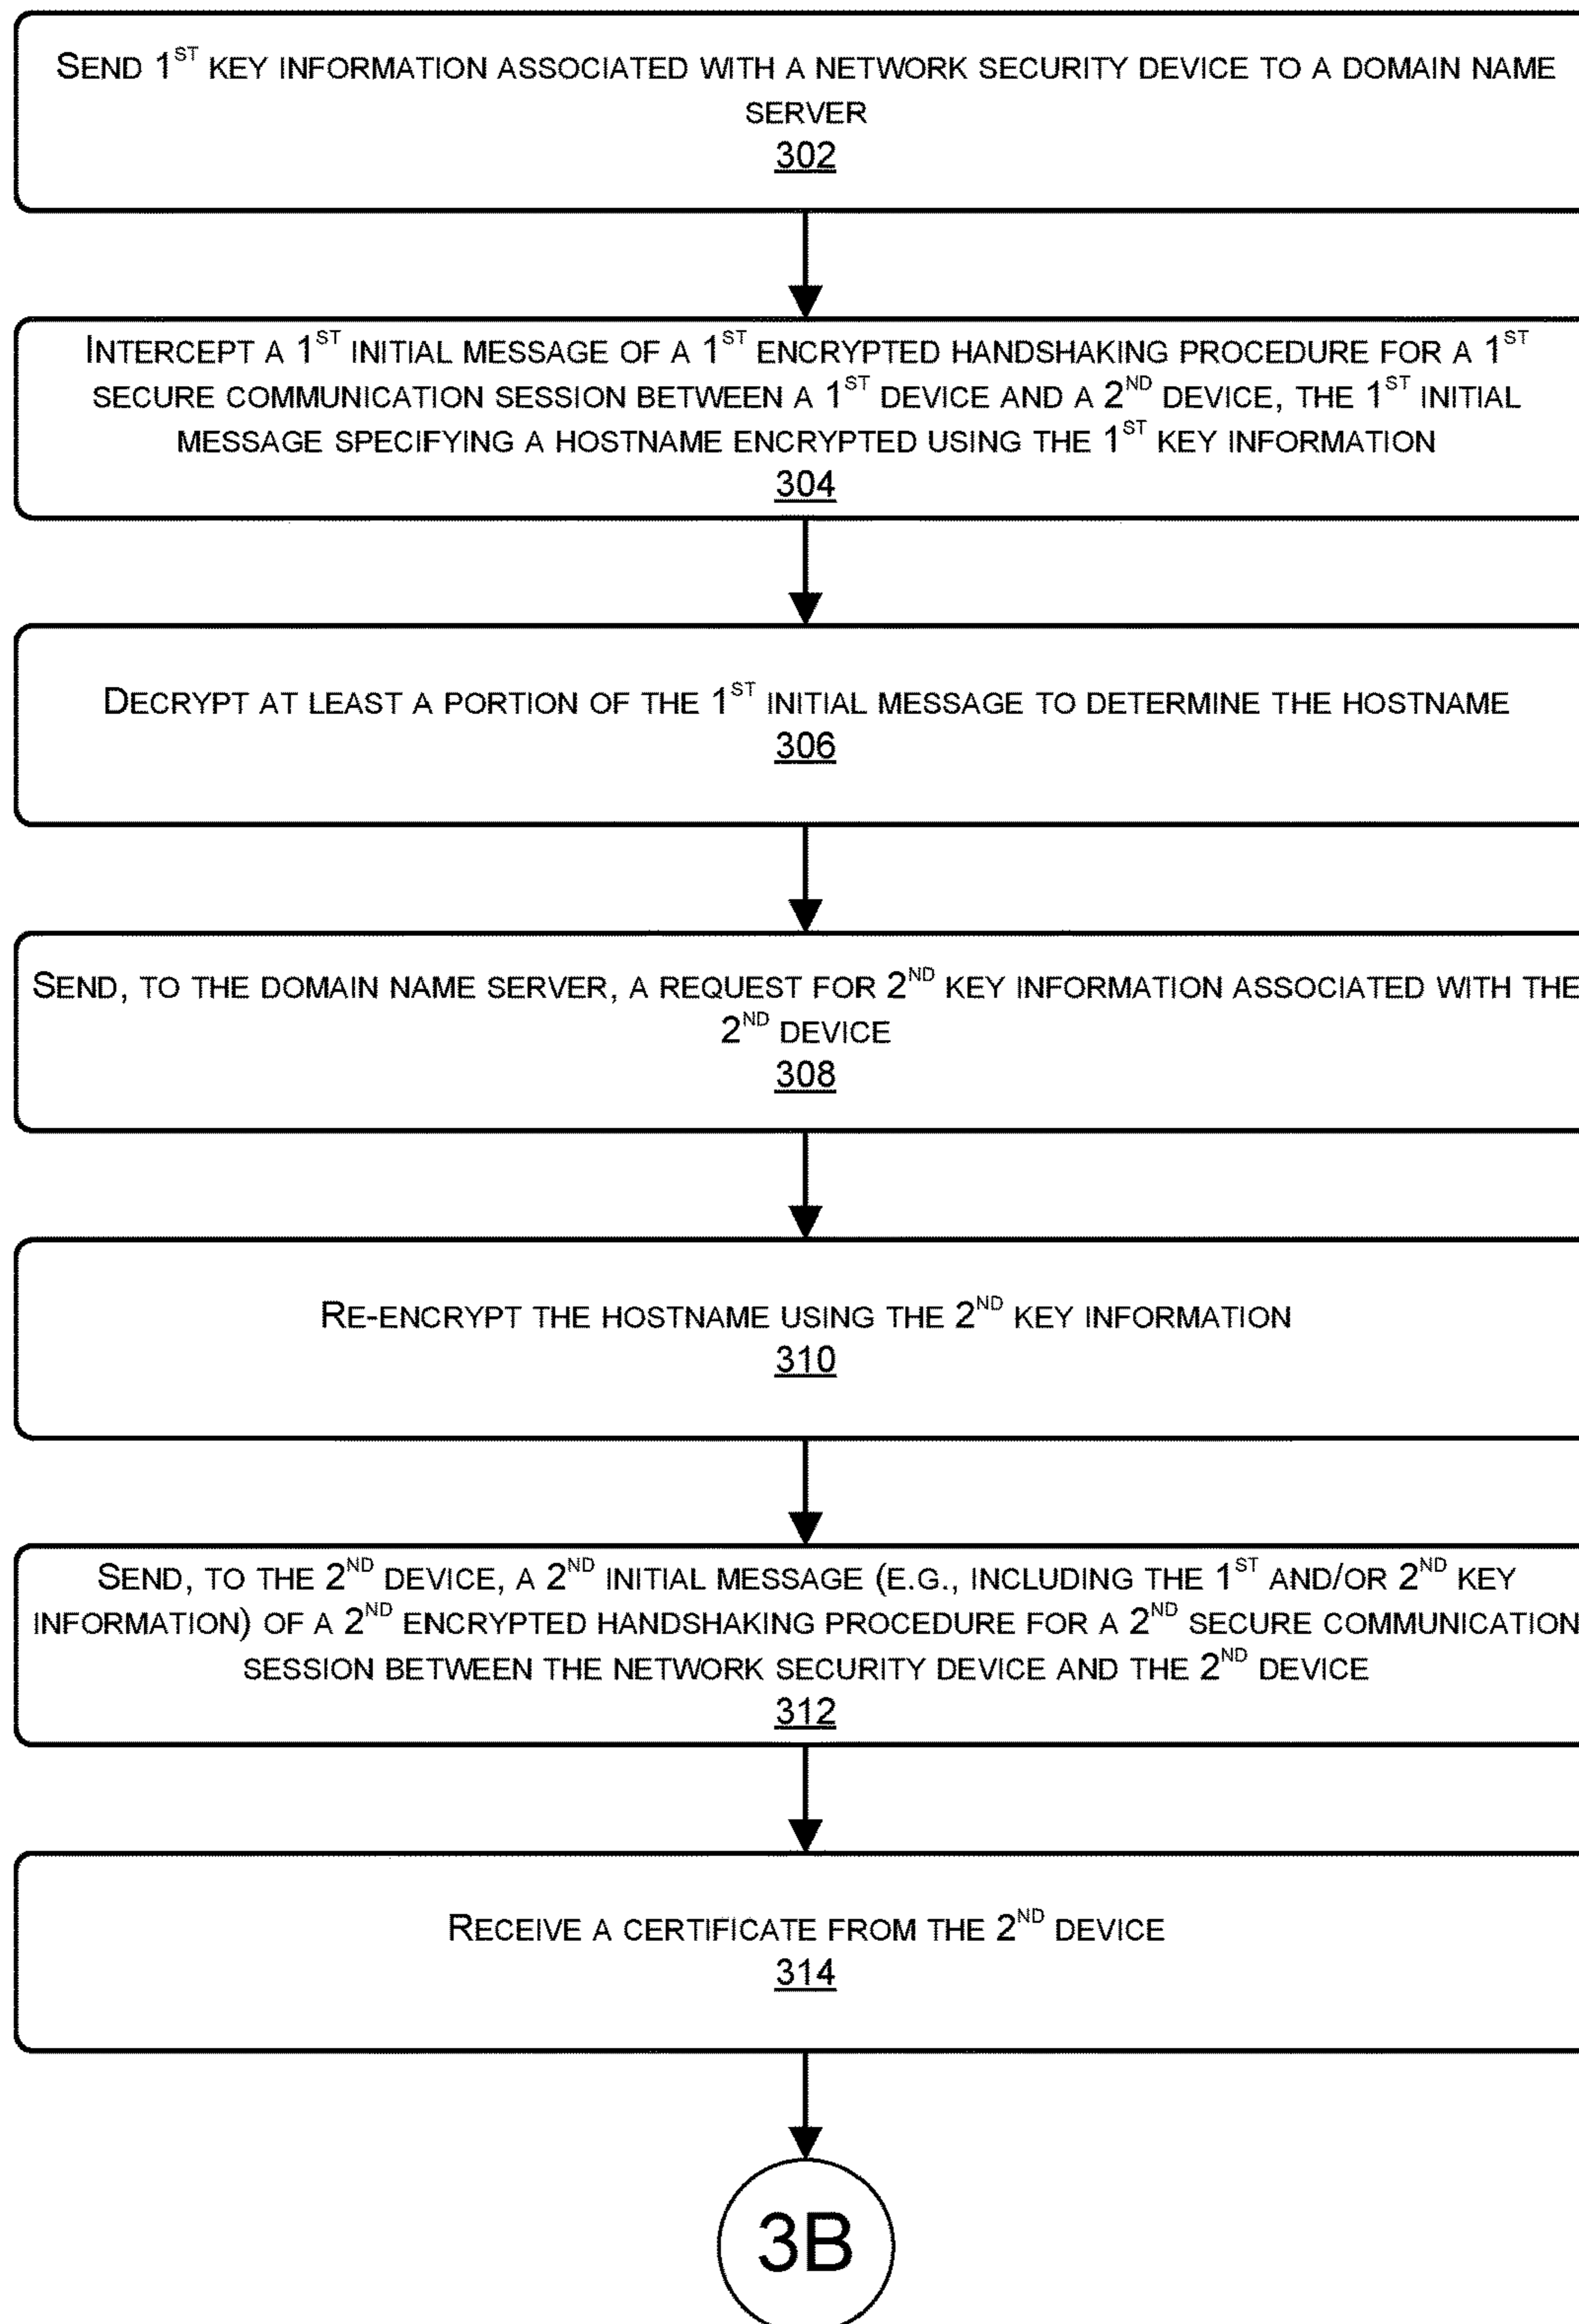 SEND 1ST KEY INFORMATION ASSOCIATED WITH A NETWORK SECURITY DEVICE TO A DOMAIN NAME
SERVER
302
INTERCEPT A 1ST INITIAL MESSAGE OF A 1ST ENCRYPTED HANDSHAKING PROCEDURE FOR A 1ST
SECURE COMMUNICATION SESSION BETWEEN A 1ST DEVICE AND A 2ND DEVICE, THE 1ST INITIAL
MESSAGE SPECIFYING A HOSTNAME ENCRYPTED USING THE 1ST KEY INFORMATION
304
DECRYPT AT LEAST A PORTION OF THE 1ST INITIAL MESSAGE TO DETERMINE THE HOSTNAME
306
SEND, TO THE DOMAIN NAME SERVER, A REQUEST FOR 2ND KEY INFORMATION ASSOCIATED WITH THE
2ND DEVICE
308
RE-ENCRYPT THE HOSTNAME USING THE 2ND KEY INFORMATION
310
SEND, TO THE 2ND DEVICE, A 2ND INITIAL MESSAGE (E.G., INCLUDING THE 1ST AND/OR 2ND KEY
INFORMATION) OF A 2ND ENCRYPTED HANDSHAKING PROCEDURE FOR A 2ND SECURE COMMUNICATION
SESSION BETWEEN THE NETWORK SECURITY DEVICE AND THE 2ND DEVICE
312
RECEIVE A CERTIFICATE FROM THE 2ND DEVICE
314
3B